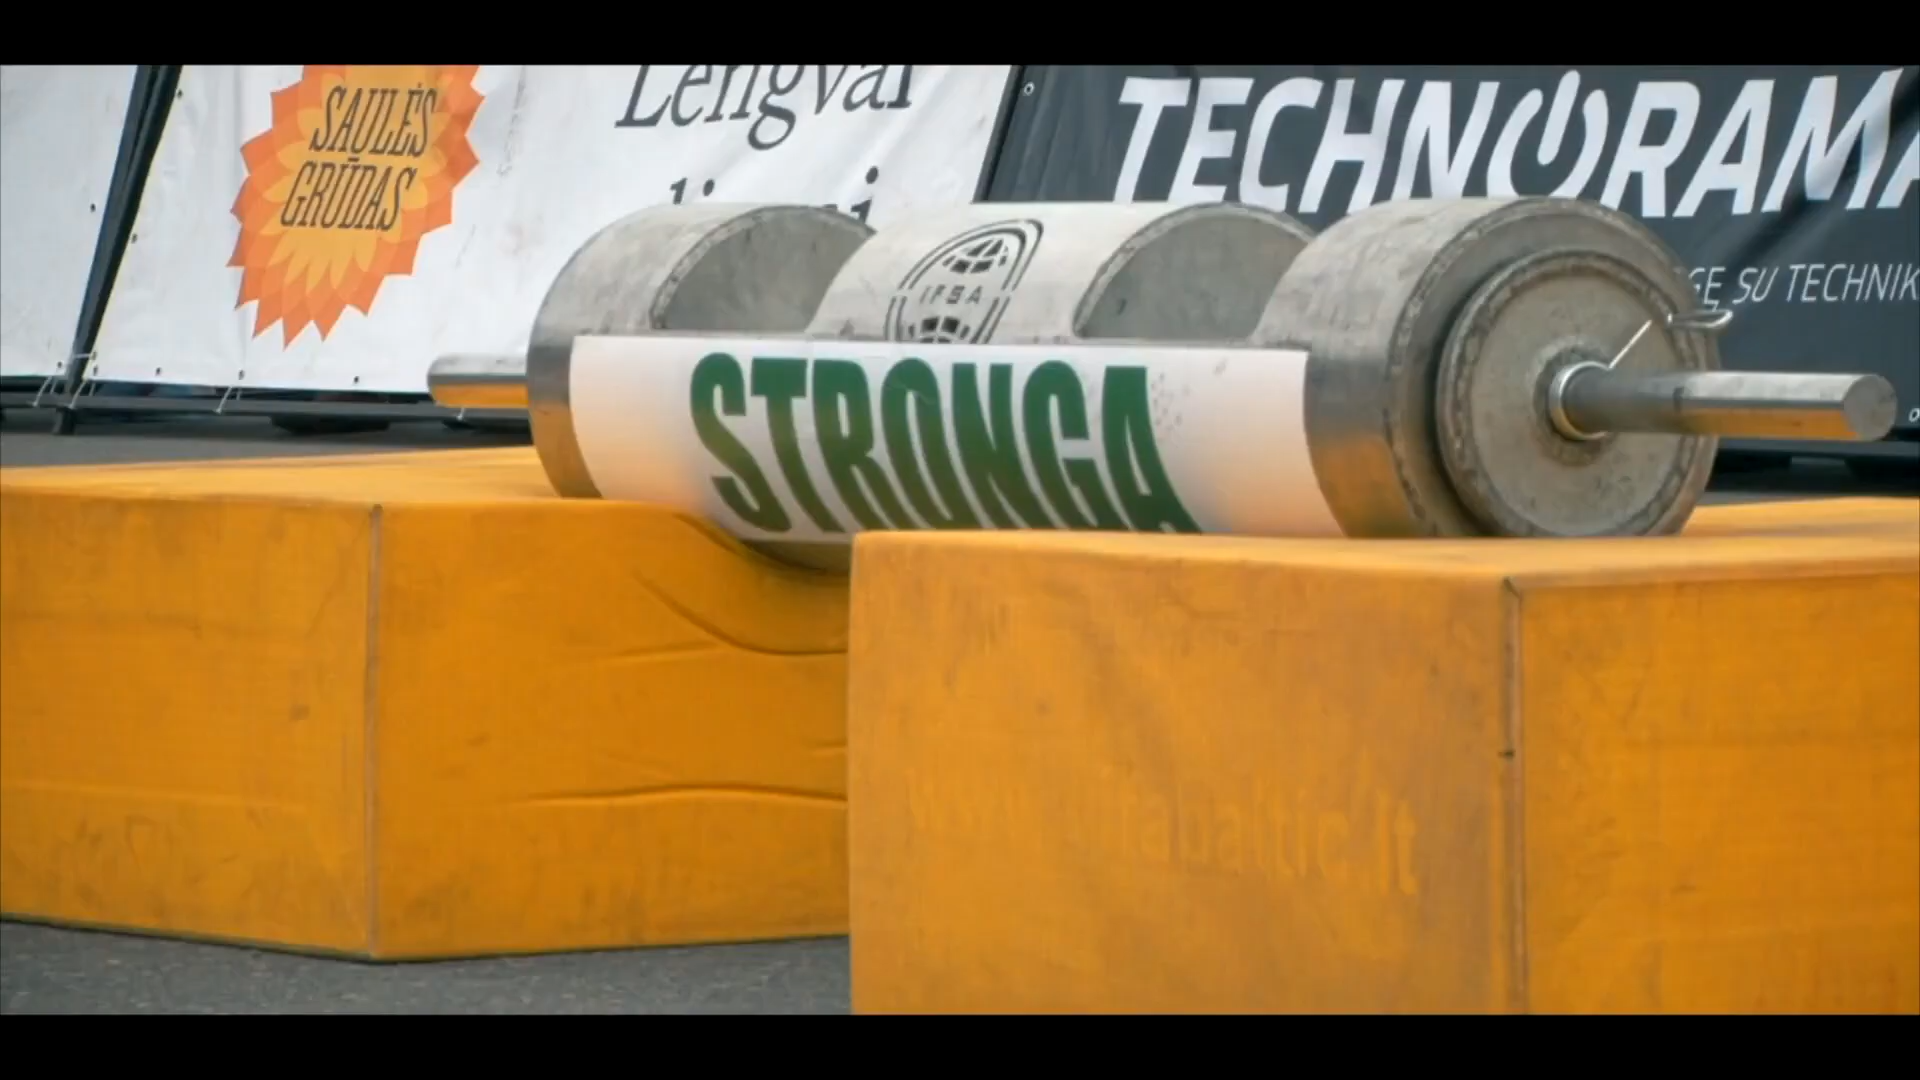 SAULĖS
GRŪDAS
Lengvai
TECHNORAMA
SU TECHNIK
IFSA
STRONGA